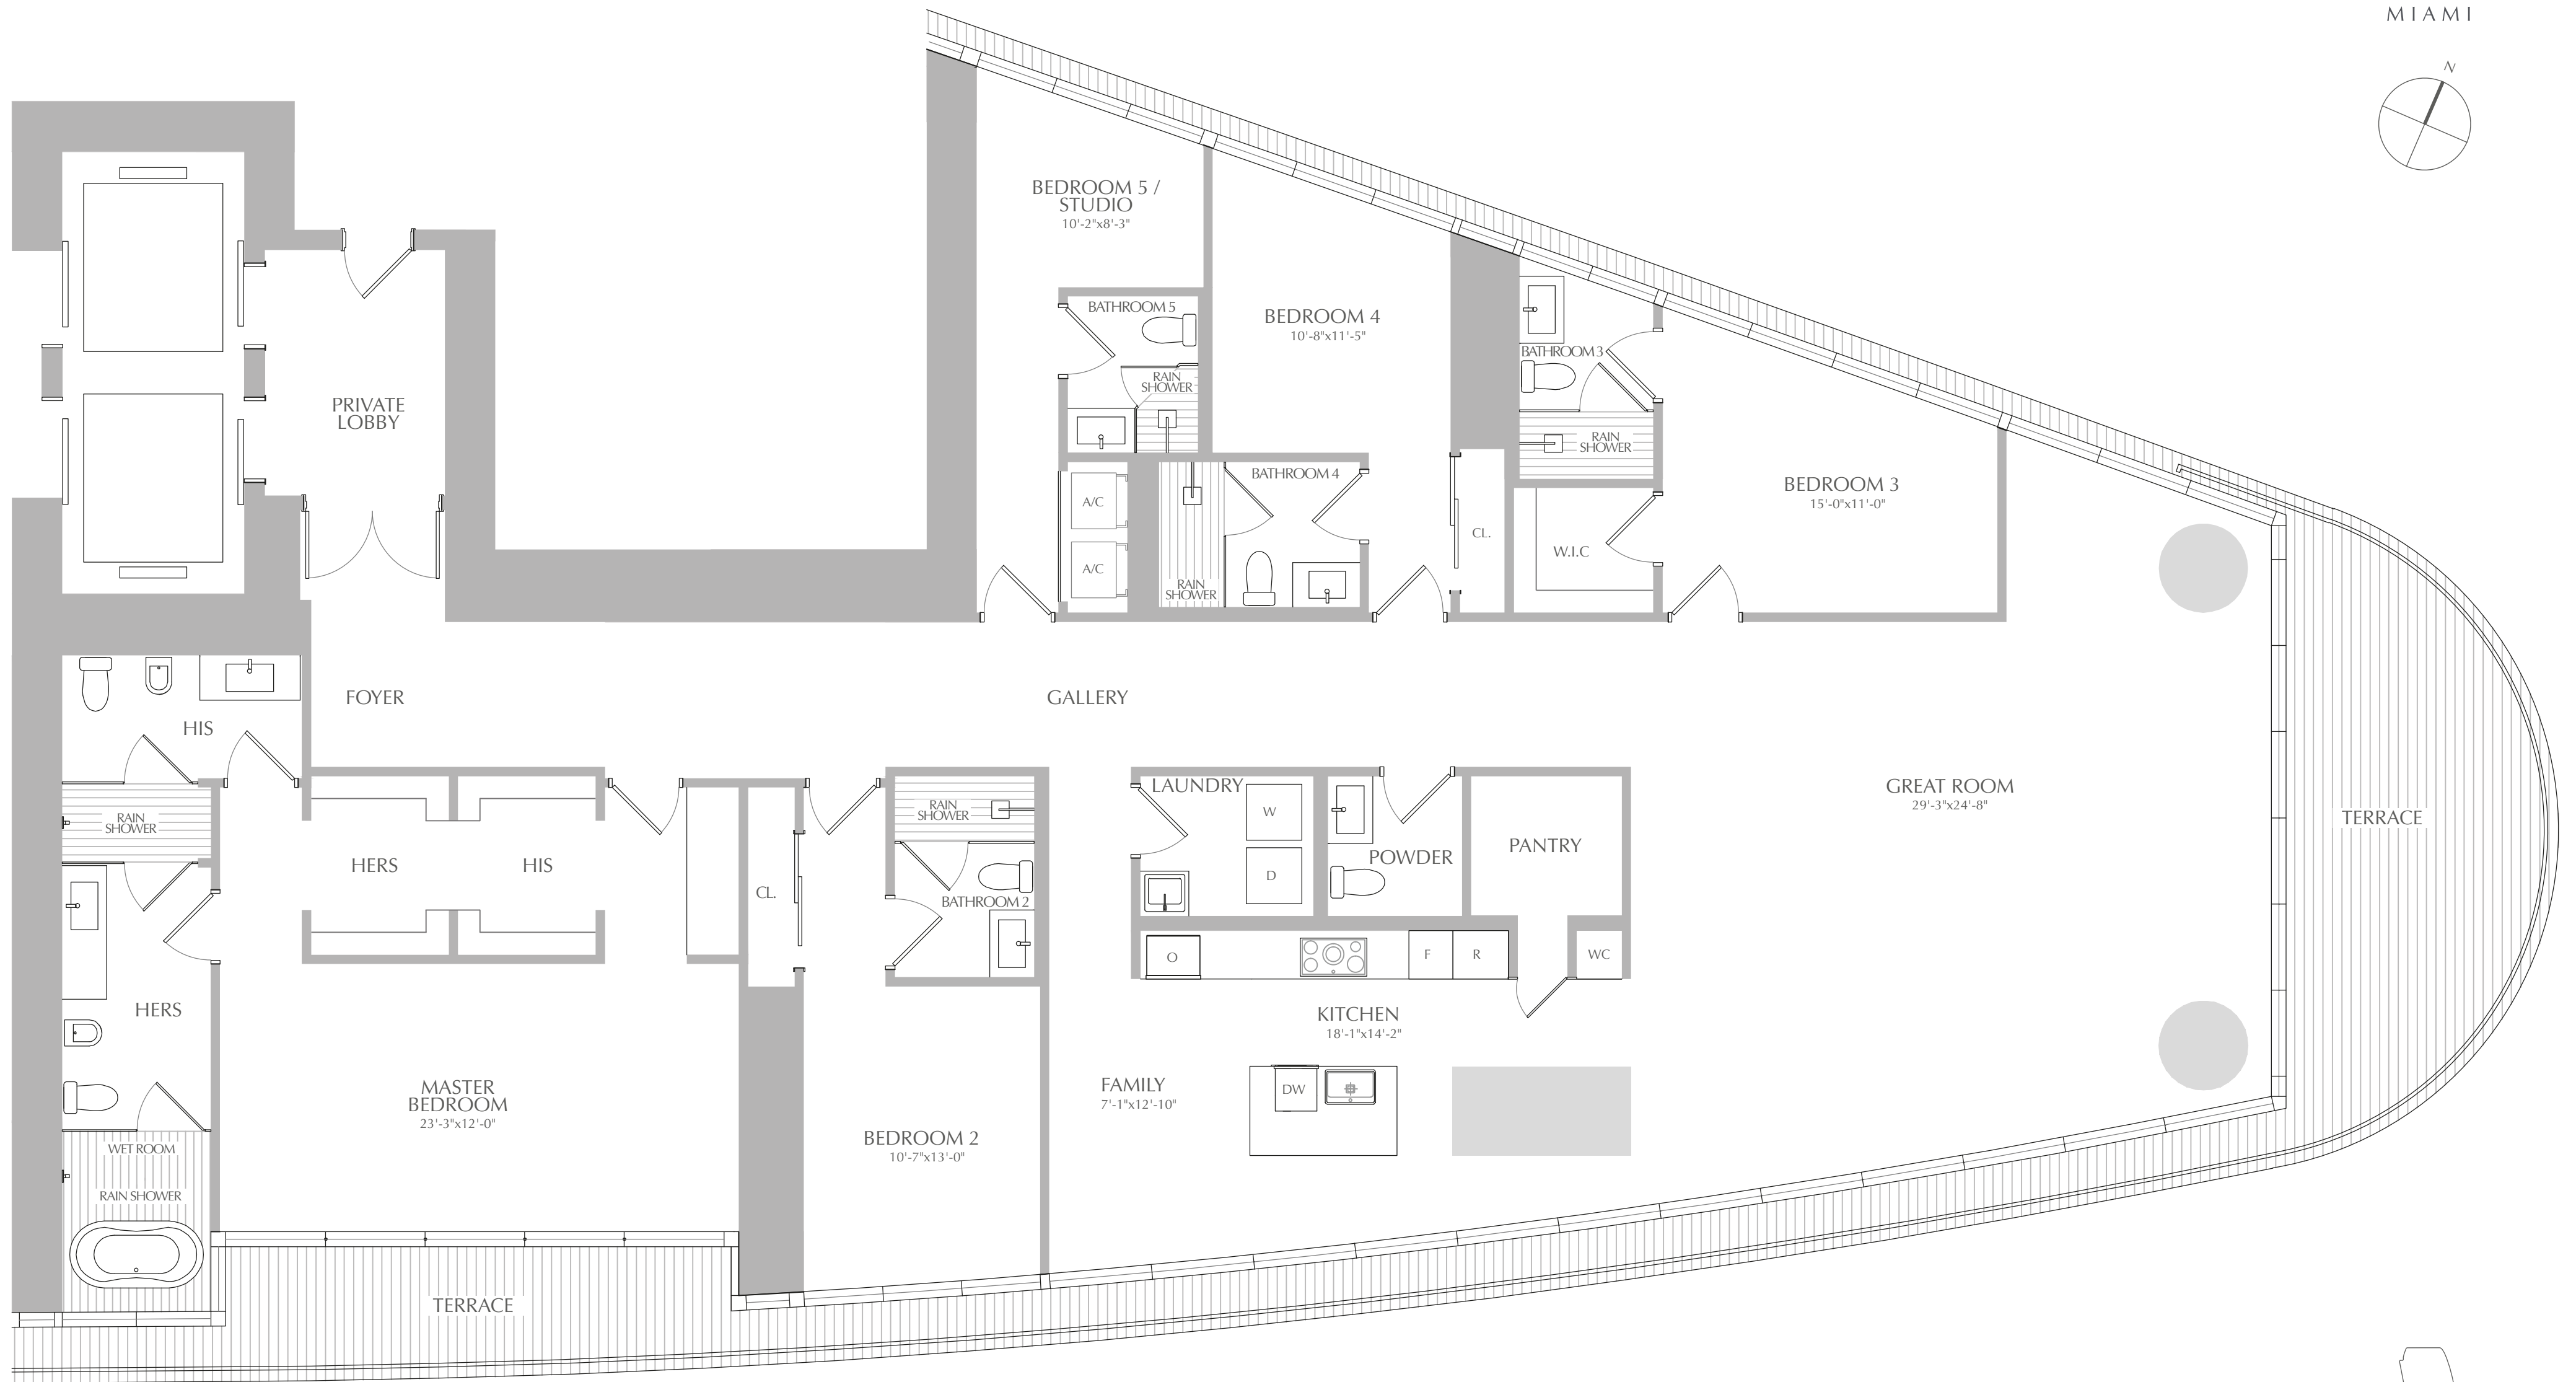 MIAMI
N
BEDROOM 5 /
STUDIO
10'-2"x8'-3"
BATHROOM 5
RAIN
SHOWER
BEDROOM 4
10'-8"x11'-5"
BATHROOM 3
RAIN
SHOWER
PRIVATE
LOBBY
BATHROOM 4
A/C
A/C
RAIN
SHOWER
CL.
W.I.C
BEDROOM 3
15'-0"x11'-0"
FOYER
GALLERY
HIS
RAIN
SHOWER
HERS
HIS
CL.
RAIN
SHOWER
BATHROOM 2
LAUNDRY
W
D
POWDER
PANTRY
GREAT ROOM
29'-3"x24'-8"
TERRACE
O
F
R
WC
HERS
KITCHEN
18'-1"x14'-2"
MASTER
BEDROOM
23'-3"x12'-0"
FAMILY
7'-1"x12'-10"
DW
BEDROOM 2
10'-7"x13'-0"
WET ROOM
RAIN SHOWER
TERRACE